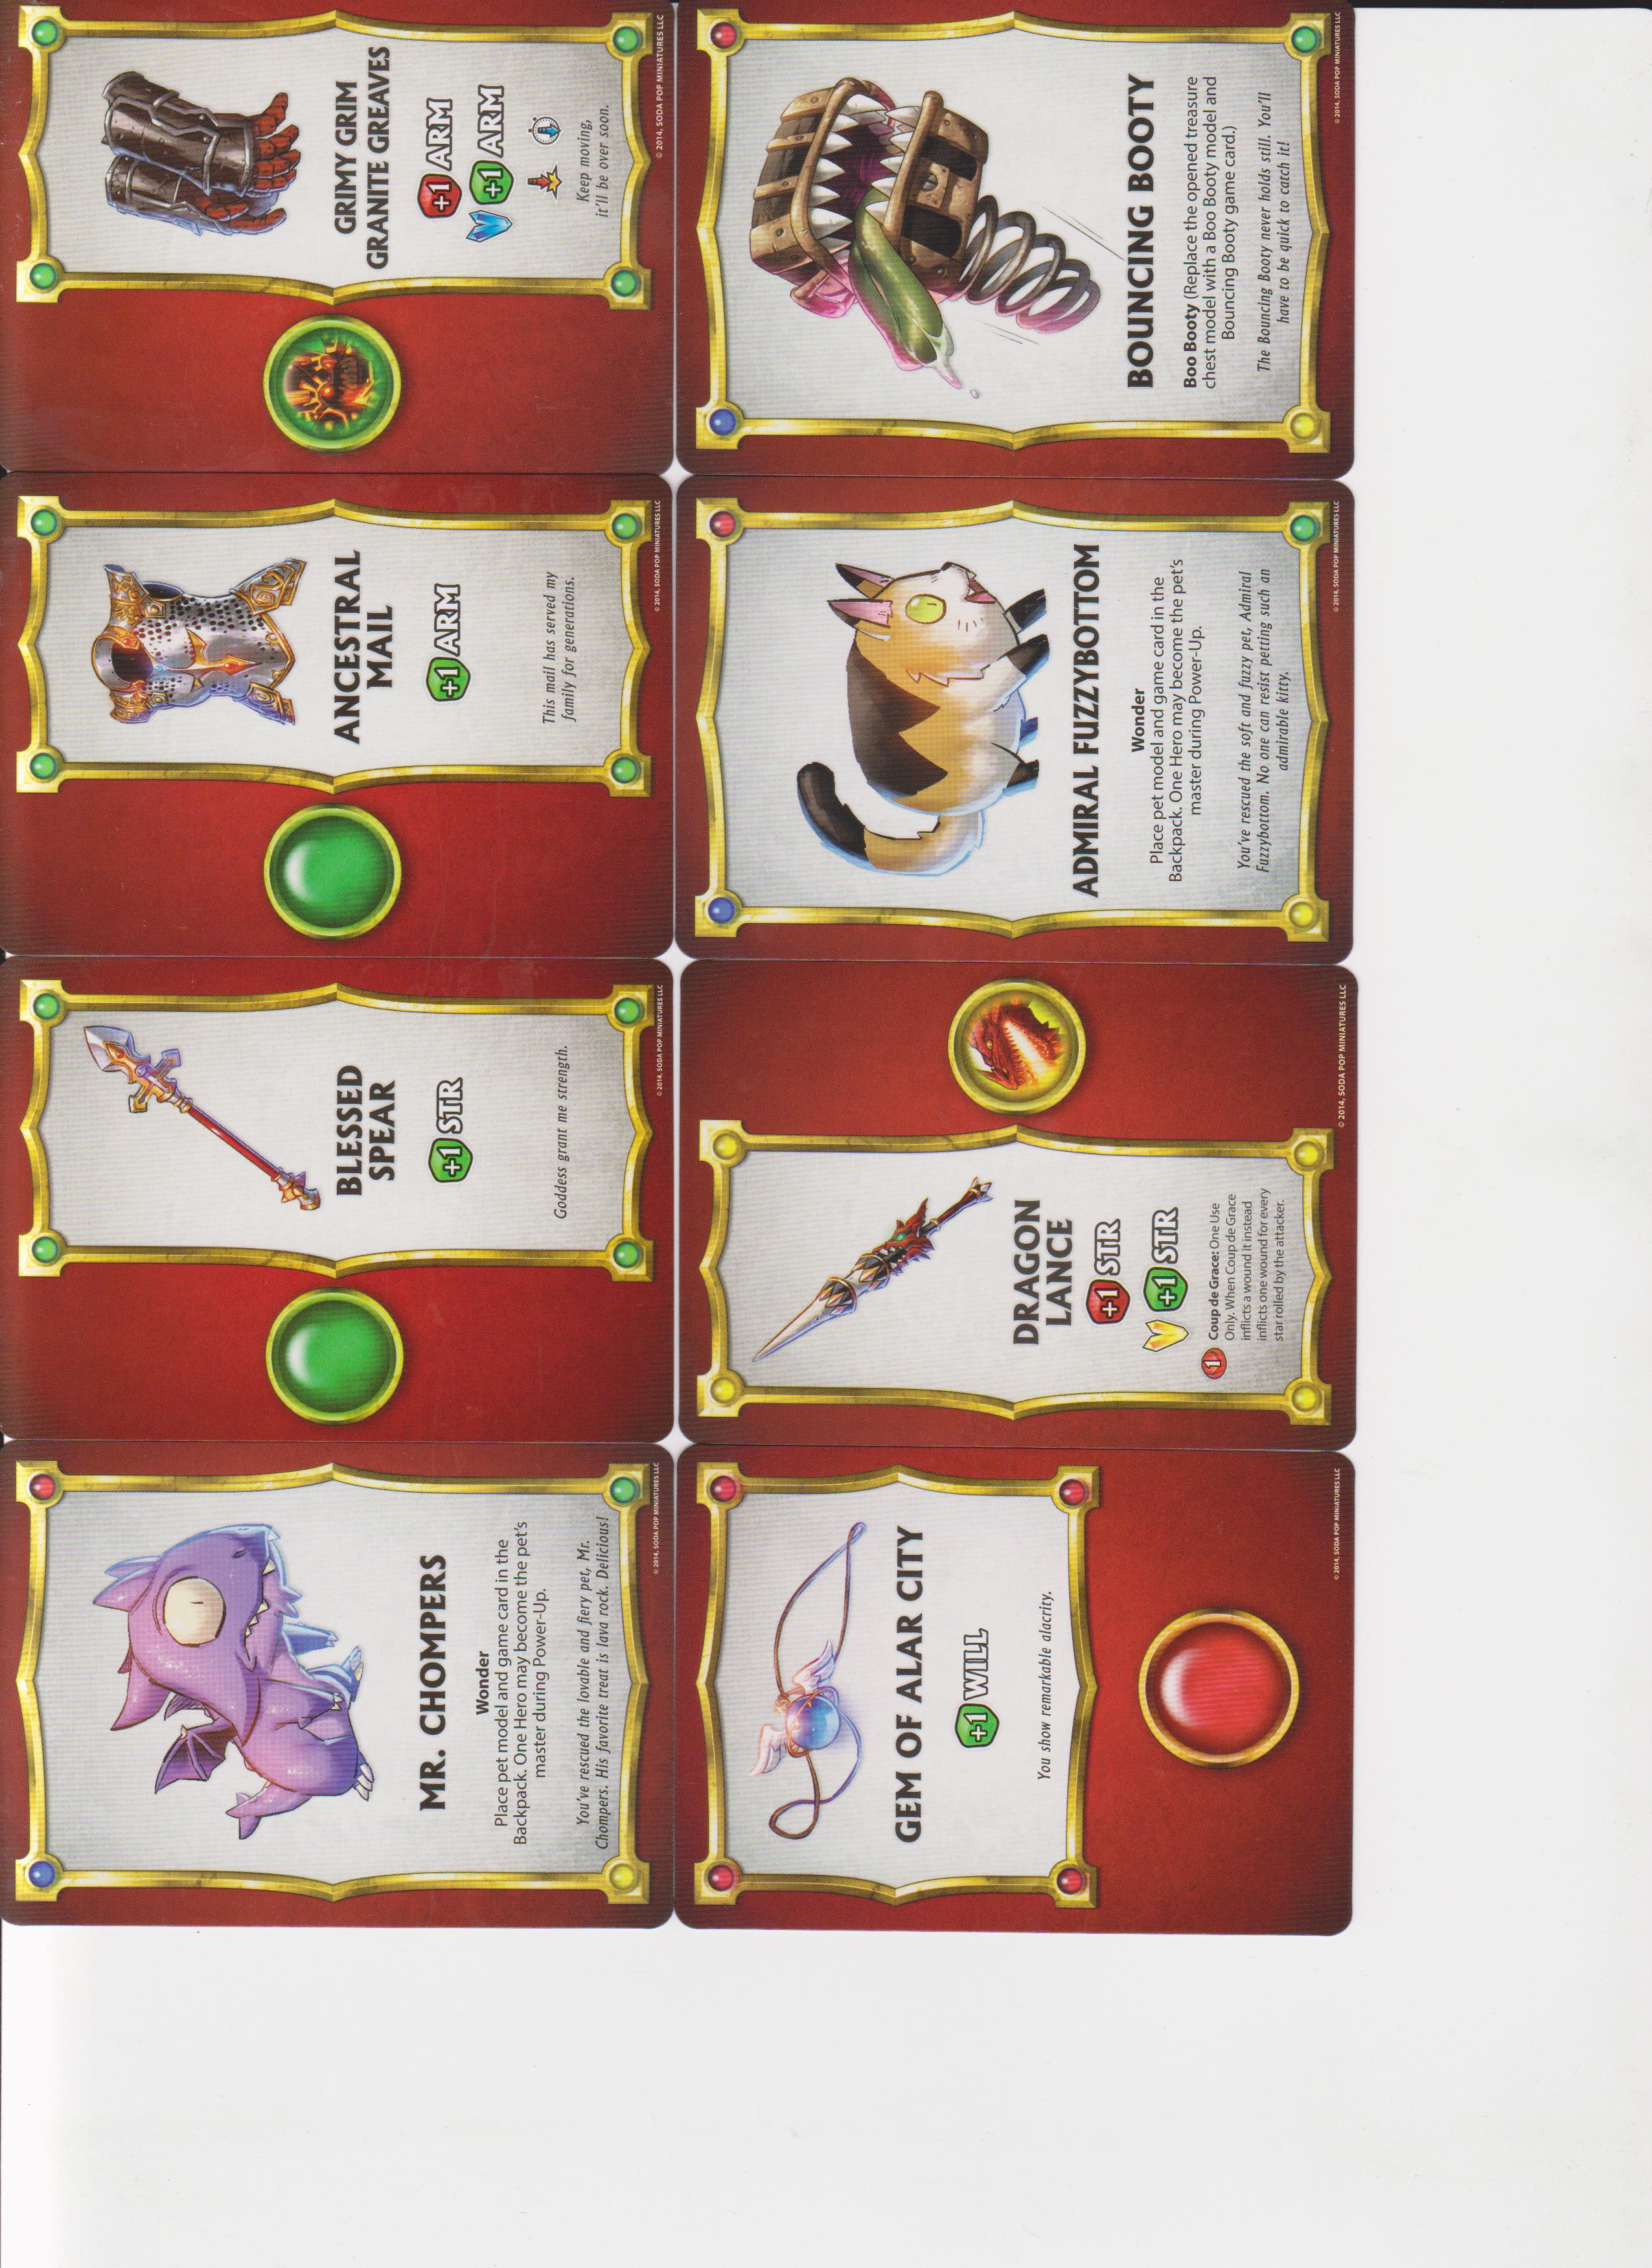 MR. CHOMPERS
Wonder
Place pet model and game card in the
Backpack. One Hero may become the pet's
master during Power-Up.
You've rescued the lovable and fiery pet, Mr.
Chompers. His favorite treat is lava rock. Delicious!
© 2014, SODA POP MINIATURES LLC
BLESSED
SPEAR
+1 STR
Goddess grant me strength.
© 2014, SODA POP MINIATURES LLC
ANCESTRAL
MAIL
+1 ARM
This mail has served my
family for generations.
© 2014, SODA POP MINIATURES LLC
GRIMY GRIM
GRANITE GREAVES
+1 ARM
+1 ARM
Keep moving,
it'll be over soon.
© 2014, SODA POP MINIATURES LLC
GEM OF ALAR CITY
+1 WILL
You show remarkable alacrity.
© 2014, SODA POP MINIATURES LLC
DRAGON
LANCE
+1 STR
+1 STR
1 Coup de Grace: One Use
Only. When Coup de Grace
inflicts a wound it instead
inflicts one wound for every
star rolled by the attacker.
© 2014, SODA POP MINIATURES LLC
ADMIRAL FUZZYBOTTOM
Wonder
Place pet model and game card in the
Backpack. One Hero may become the pet's
master during Power-Up.
You've rescued the soft and fuzzy pet, Admiral
Fuzzybottom. No one can resist petting such an
admirable kitty.
© 2014, SODA POP MINIATURES LLC
BOUNCING BOOTY
Boo Booty (Replace the opened treasure
chest model with a Boo Booty model and
Bouncing Booty game card.)
The Bouncing Booty never holds still. You'll
have to be quick to catch it!
© 2014, SODA POP MINIATURES LLC